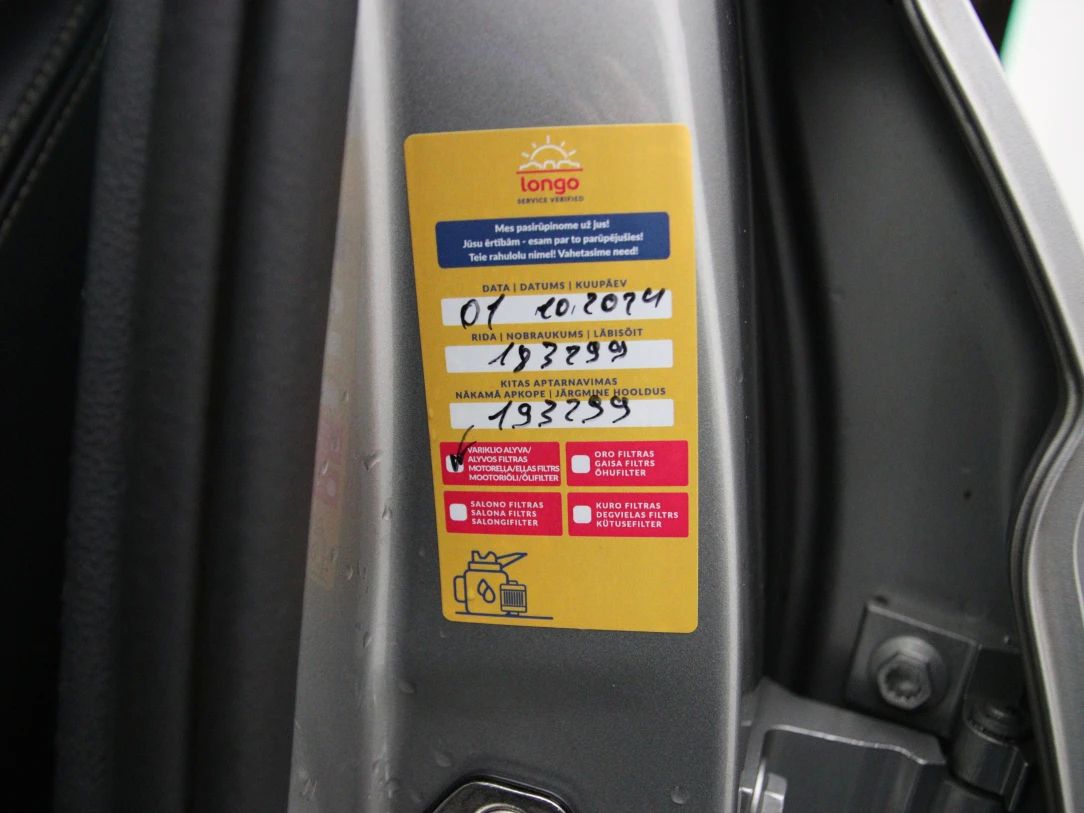 longo
SERVICE VERIFIED
Mes pasirūpinome už jus!
Jūsu ērtībām - esam par to parūpējušies!
Teie rahulolu nimel! Vahetasime need!
DATA | DATUMS | KUUPÄEV
01 10.2024
RIDA | NOBRAUKUMS | LÄBISÕIT
183299
KITAS APTARNAVIMAS
NĀKAMĀ APKOPE | JÄRGMINE HOOLDUS
193299
VARIKLIO ALYVA/
ALYVOS FILTRAS
MOTOREĻĻA/EĻĻAS FILTRS
MOOTORIÕLI/ÕLIFILTER
ORO FILTRAS
GAISA FILTRS
ÕHUFILTER
SALONO FILTRAS
SALONA FILTRS
SALONGIFILTER
KURO FILTRAS
DEGVIELAS FILTRS
KÜTUSEFILTER